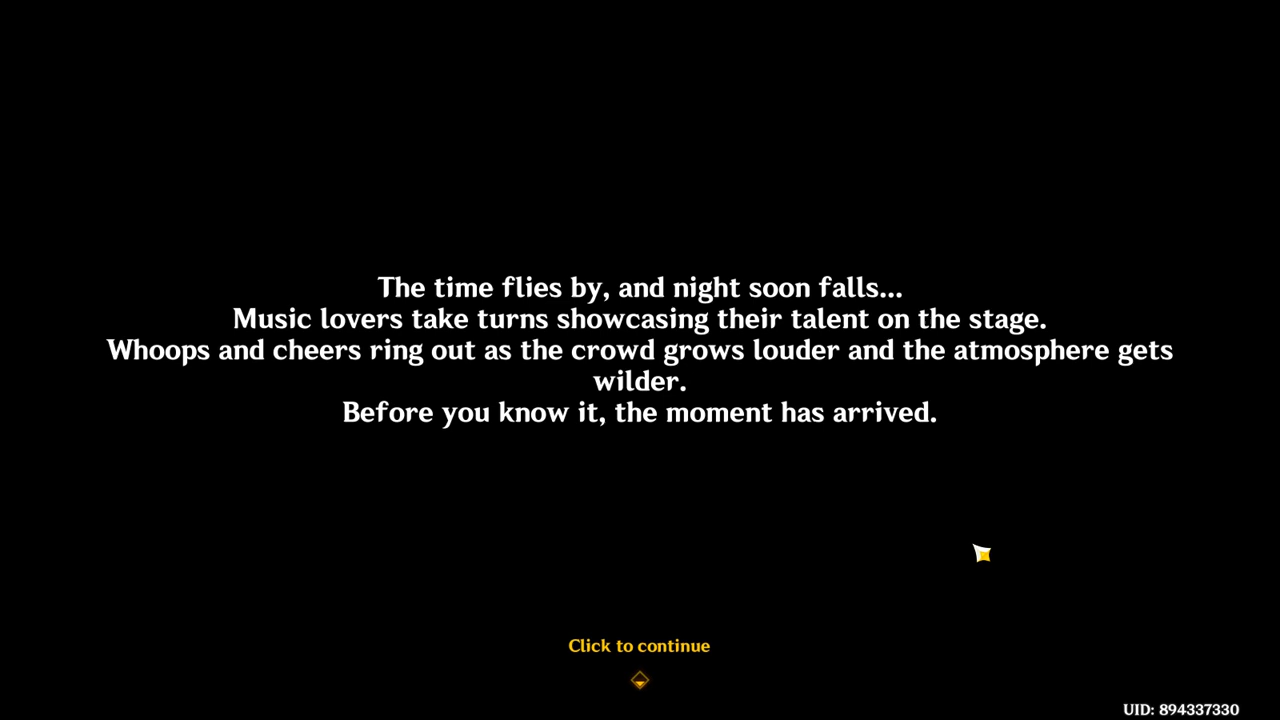 The time flies by, and night soon falls...
Music lovers take turns showcasing their talent on the stage.
Whoops and cheers ring out as the crowd grows louder and the atmosphere gets
wilder.
Before you know it, the moment has arrived.
Click to continue
UID: 894337330